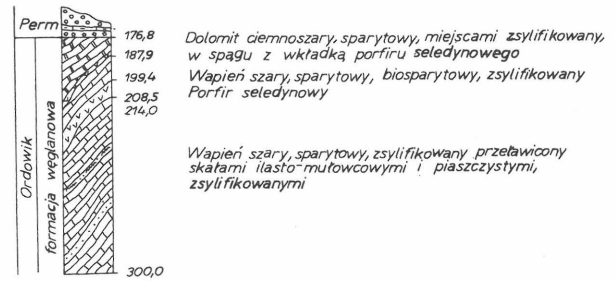 Perm
176,8 Dolomit ciemnoszary, sparytowy, miejscami zsylifikowany,
187,9 w spągu z wkładką porfiru seledynowego
199,4 Wapień szary, sparytowy, biosparytowy, zsylifikowany
208,5 Porfir seledynowy
214,0
Ordowik
formacja węglanowa
Wapień szary, sparytowy, zsylifikowany przeławicony
skałami ilasto-mułowcowymi i piaszczystymi,
zsylifikowanymi
300,0